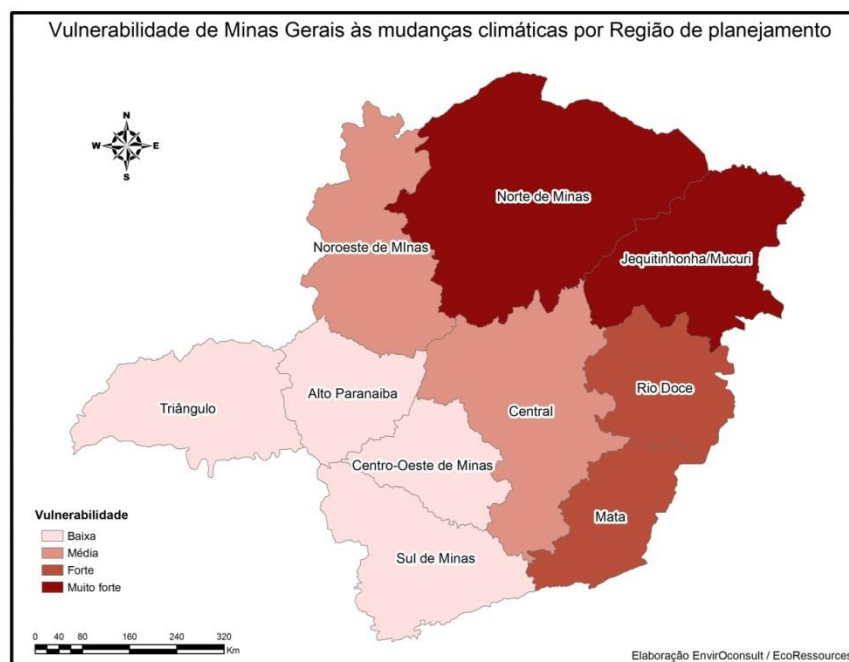 Vulnerabilidade de Minas Gerais às mudanças climáticas por Região de planejamento
N
W E
S
Norte de Minas
Jequitinhonha/Mucuri
Noroeste de MInas
Rio Doce
Alto Paranaiba
Triângulo
Central
Centro-Oeste de Minas
Mata
Sul de Minas
Vulnerabilidade
Baixa
Média
Forte
Muito forte
0 40 80 160 240 320
Km
Elaboração EnvirOconsult / EcoRessources